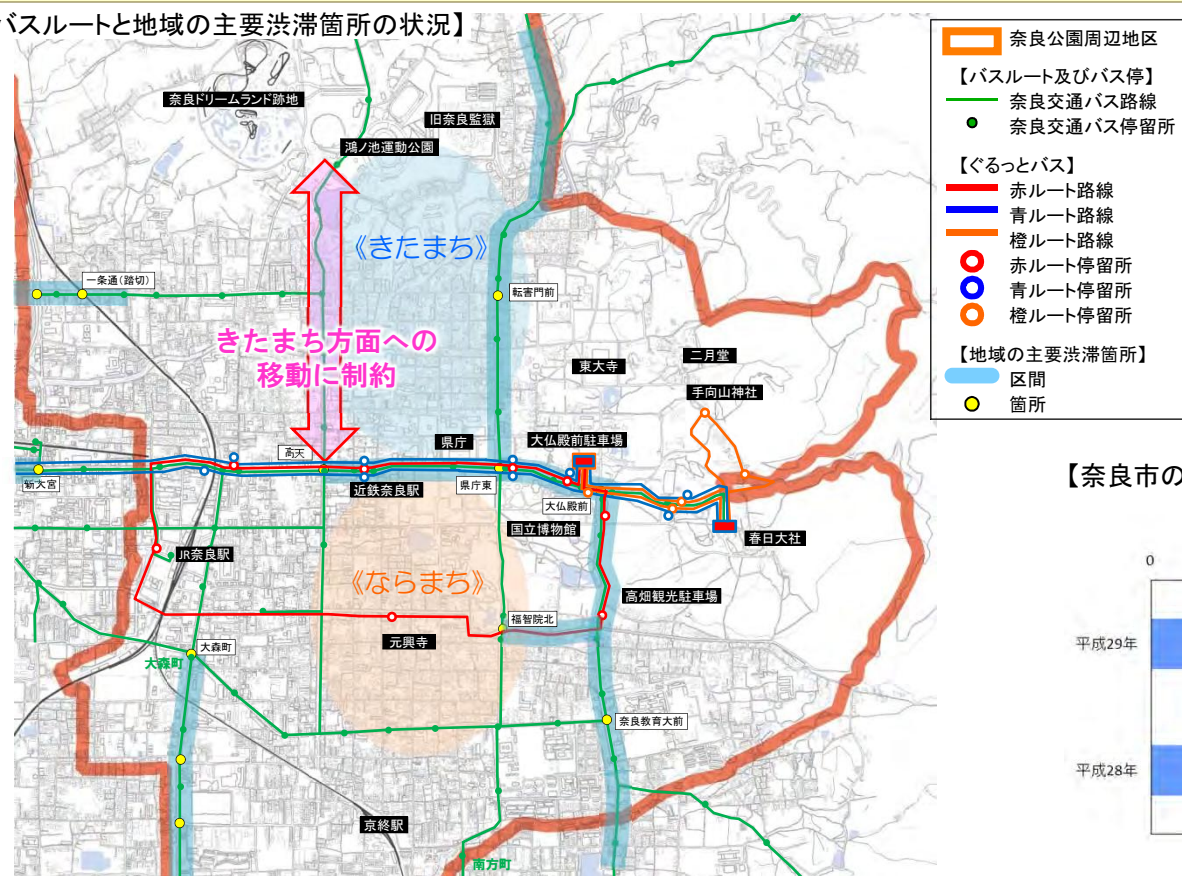 バスルートと地域の主要渋滞箇所の状況】
奈良公園周辺地区
【バスルート及びバス停】
奈良交通バス路線
奈良交通バス停留所
【ぐるっとバス】
赤ルート路線
青ルート路線
橙ルート路線
赤ルート停留所
青ルート停留所
橙ルート停留所
【地域の主要渋滞箇所】
区間
箇所
奈良ドリームランド跡地
旧奈良監獄
鴻ノ池運動公園
《きたまち》
一条通(踏切)
転害門前
きたまち方面への
移動に制約
東大寺
二月堂
手向山神社
県庁
大仏殿前駐車場
高天
新大宮
近鉄奈良駅
県庁東
大仏殿前
国立博物館
春日大社
JR奈良駅
《ならまち》
高畑観光駐車場
福智院北
元興寺
大森町
大森町
奈良教育大前
京終駅
南方町
【奈良市の
0
平成29年
平成28年